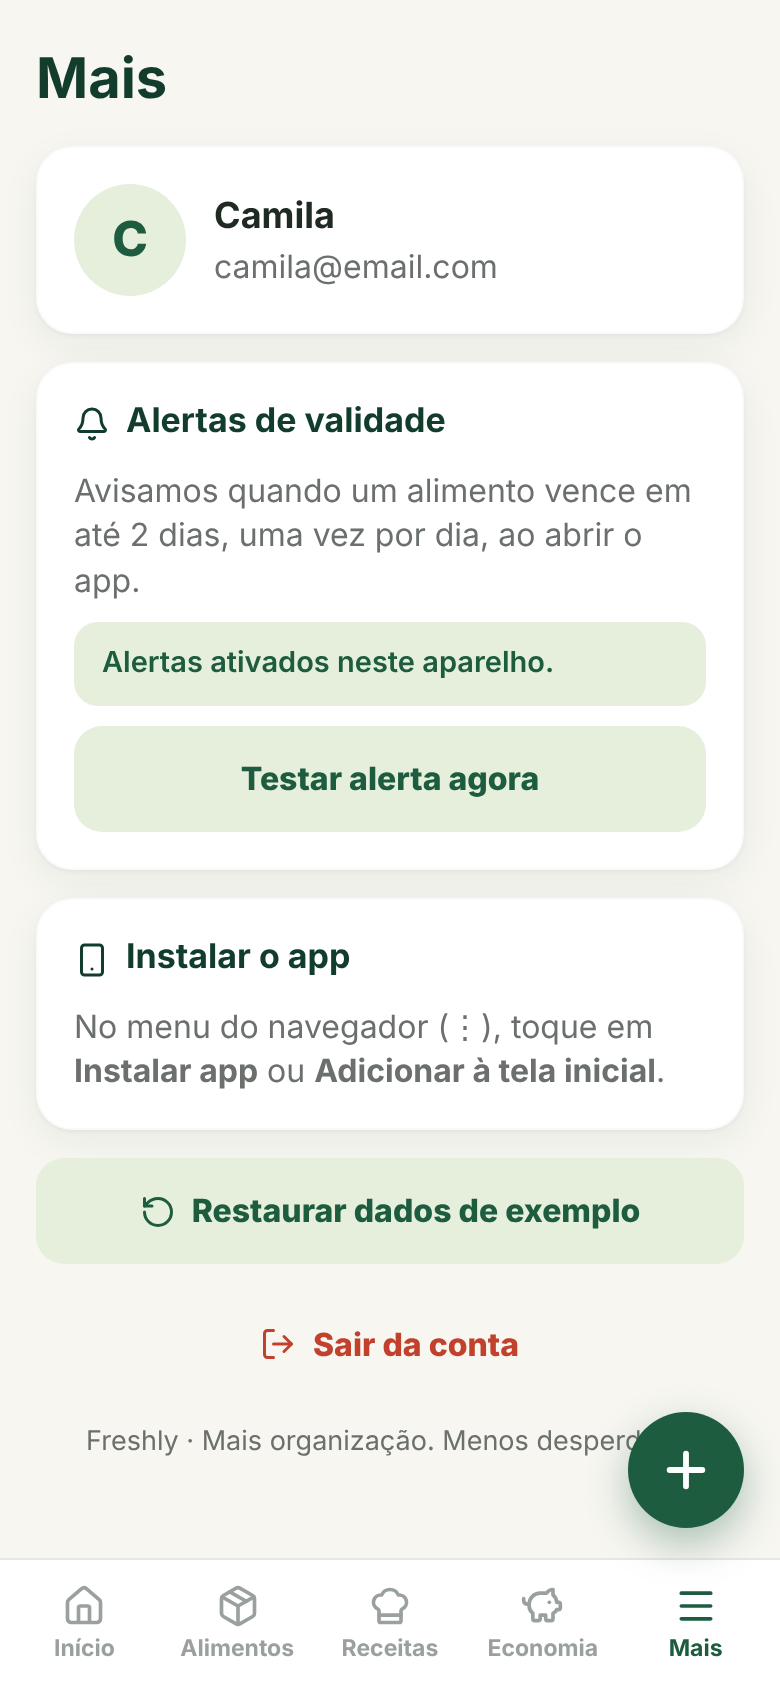 Mais
C
Camila
camila@email.com
Alertas de validade
Avisamos quando um alimento vence em
até 2 dias, uma vez por dia, ao abrir o
app.
Alertas ativados neste aparelho.
Testar alerta agora
Instalar o app
No menu do navegador (⋮), toque em
Instalar app ou Adicionar à tela inicial.
Restaurar dados de exemplo
Sair da conta
Freshly · Mais organização. Menos
Início
Alimentos
Receitas
Economia
Mais